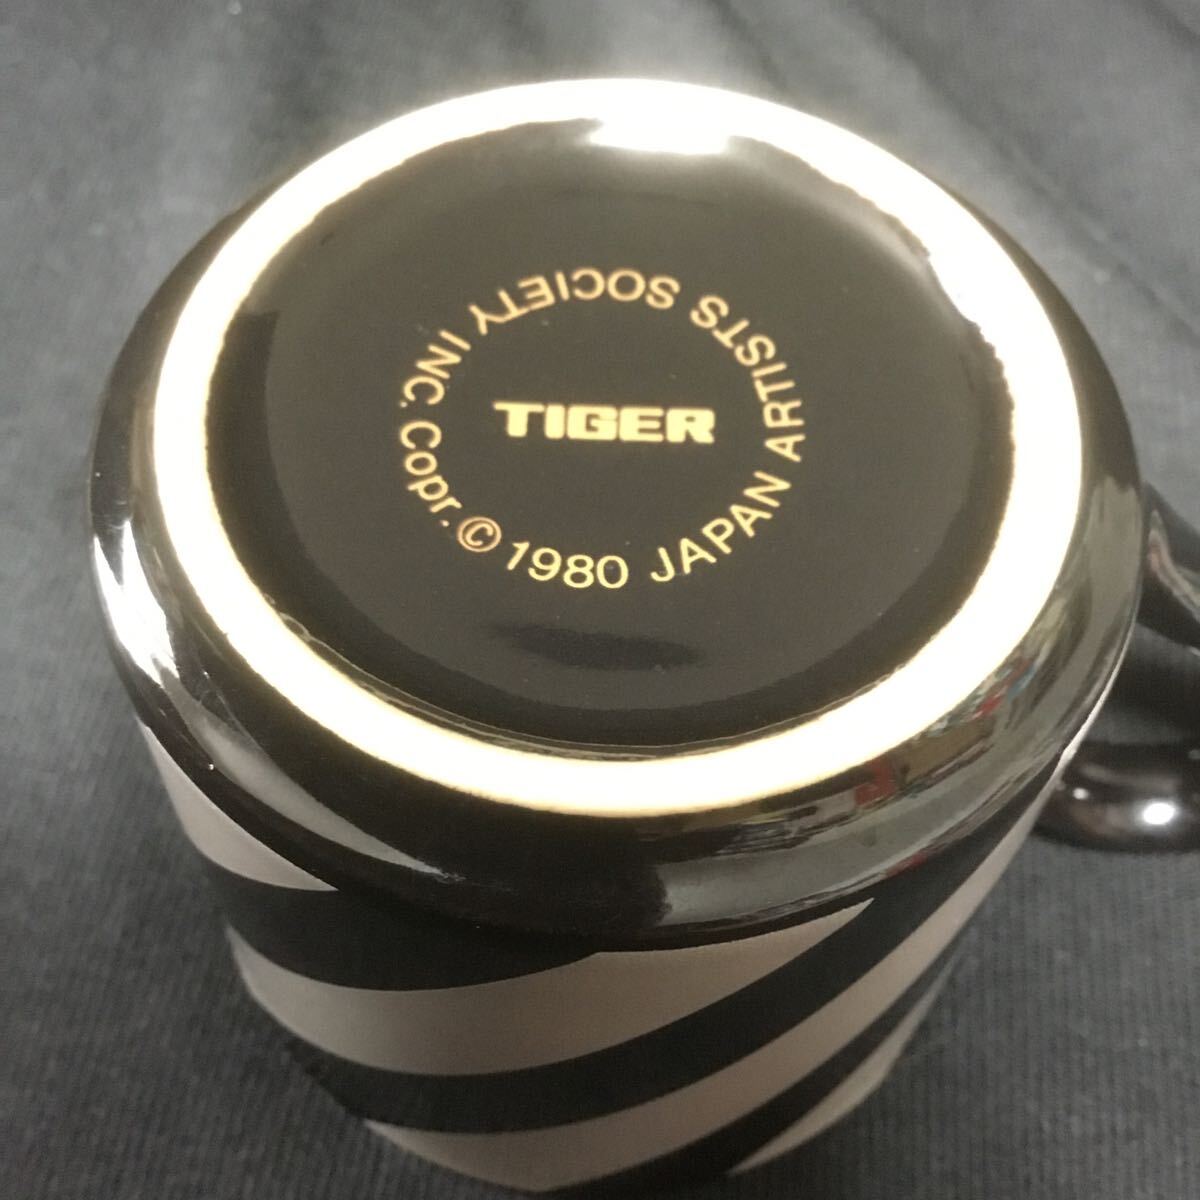 TIGER
Copr. © 1980 JAPAN ARTISTS SOCIETY INC.